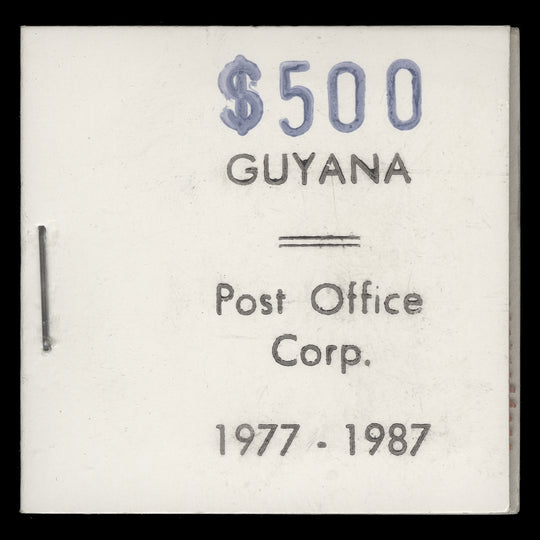 $500
GUYANA
Post Office
Corp.
1977 - 1987